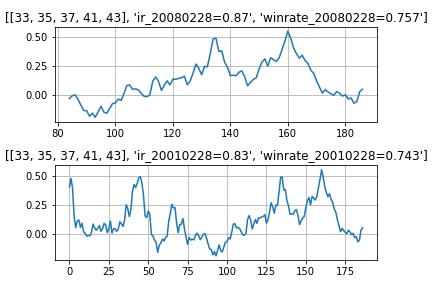 [[33, 35, 37, 41, 43], 'ir_20080228=0.87', 'winrate_20080228=0.757']
0.50
0.25
0.00
80 100 120 140 160 180
[[33, 35, 37, 41, 43], 'ir_20010228=0.83', 'winrate_20010228=0.743']
0.50
0.25
0.00
0 25 50 75 100 125 150 175